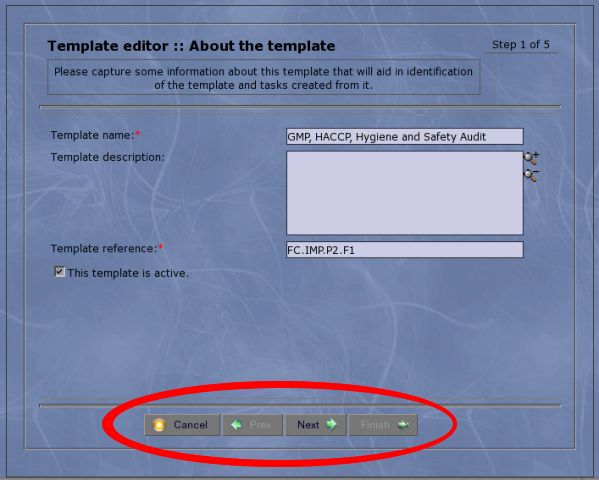 Template editor :: About the template
Step 1 of 5
Please capture some information about this template that will aid in identification
of the template and tasks created from it.
Template name:*
GMP, HACCP, Hygiene and Safety Audit
Template description:
Template reference:*
FC.IMP.P2.F1
This template is active.
Cancel
Prev
Next
Finish